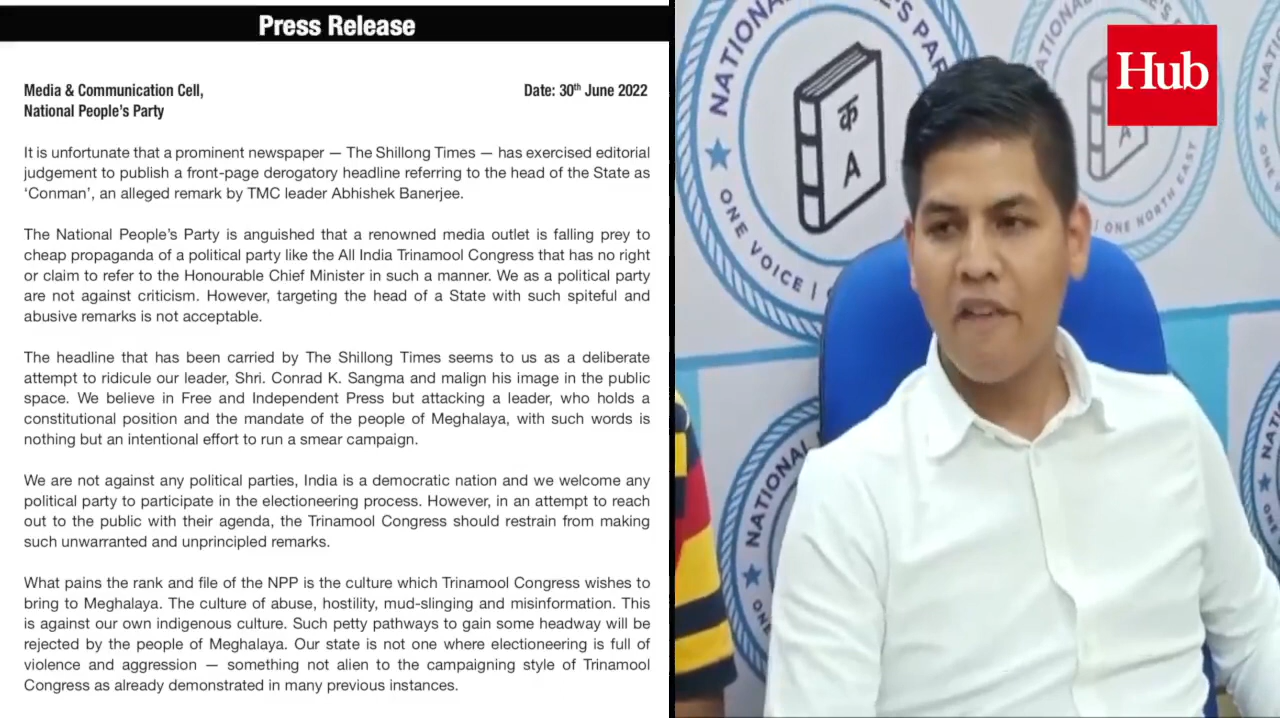 Press Release
Media & Communication Cell,
National People's Party
Date: 30th June 2022
It is unfortunate that a prominent newspaper — The Shillong Times — has exercised editorial
judgement to publish a front-page derogatory headline referring to the head of the State as
'Conman', an alleged remark by TMC leader Abhishek Banerjee.
The National People's Party is anguished that a renowned media outlet is falling prey to
cheap propaganda of a political party like the All India Trinamool Congress that has no right
or claim to refer to the Honourable Chief Minister in such a manner. We as a political party
are not against criticism. However, targeting the head of a State with such spiteful and
abusive remarks is not acceptable.
The headline that has been carried by The Shillong Times seems to us as a deliberate
attempt to ridicule our leader, Shri. Conrad K. Sangma and malign his image in the public
space. We believe in Free and Independent Press but attacking a leader, who holds a
constitutional position and the mandate of the people of Meghalaya, with such words is
nothing but an intentional effort to run a smear campaign.
We are not against any political parties, India is a democratic nation and we welcome any
political party to participate in the electioneering process. However, in an attempt to reach
out to the public with their agenda, the Trinamool Congress should restrain from making
such unwarranted and unprincipled remarks.
What pains the rank and file of the NPP is the culture which Trinamool Congress wishes to
bring to Meghalaya. The culture of abuse, hostility, mud-slinging and misinformation. This
is against our own indigenous culture. Such petty pathways to gain some headway will be
rejected by the people of Meghalaya. Our state is not one where electioneering is full of
violence and aggression — something not alien to the campaigning style of Trinamool
Congress as already demonstrated in many previous instances.
Hub
NATIONAL
'S PAR
क
A
ONE VOICE |
NATIONAL
A
| ONE NORTH EAST
NATIONAL
ONE